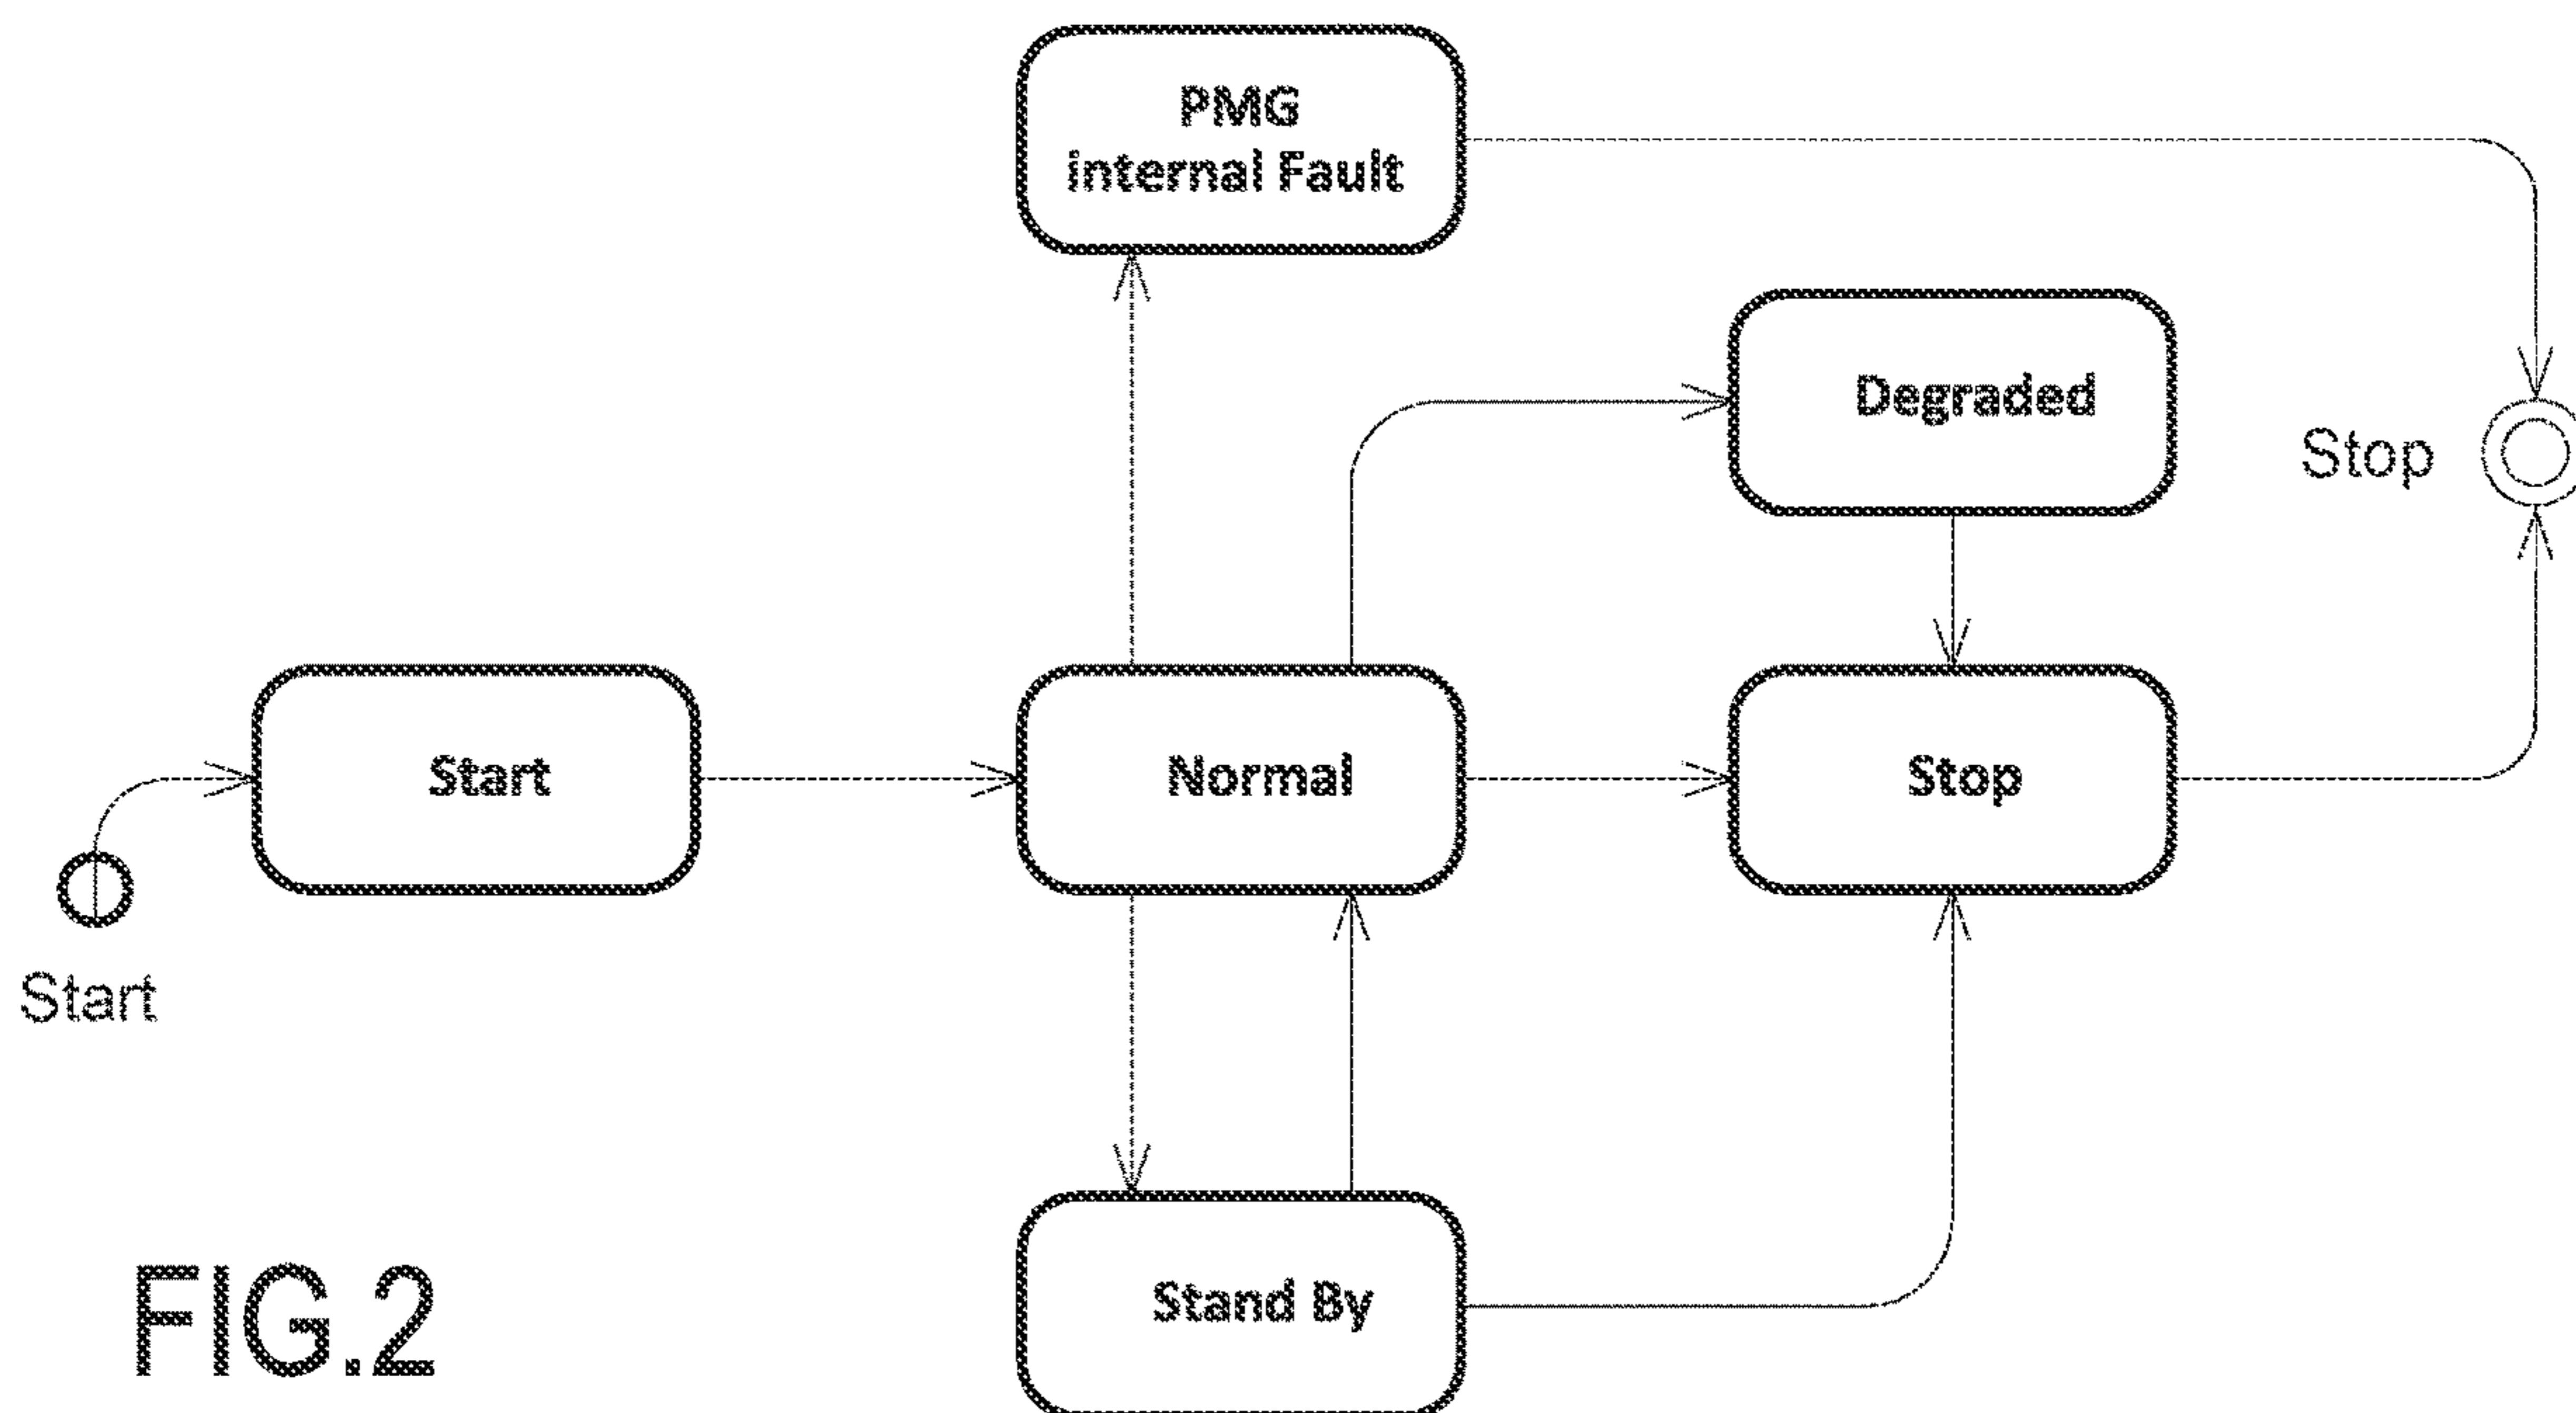 PMG
internal Fault
Degraded
Stop
Start
Normal
Stop
Start
Stand By
FIG.2